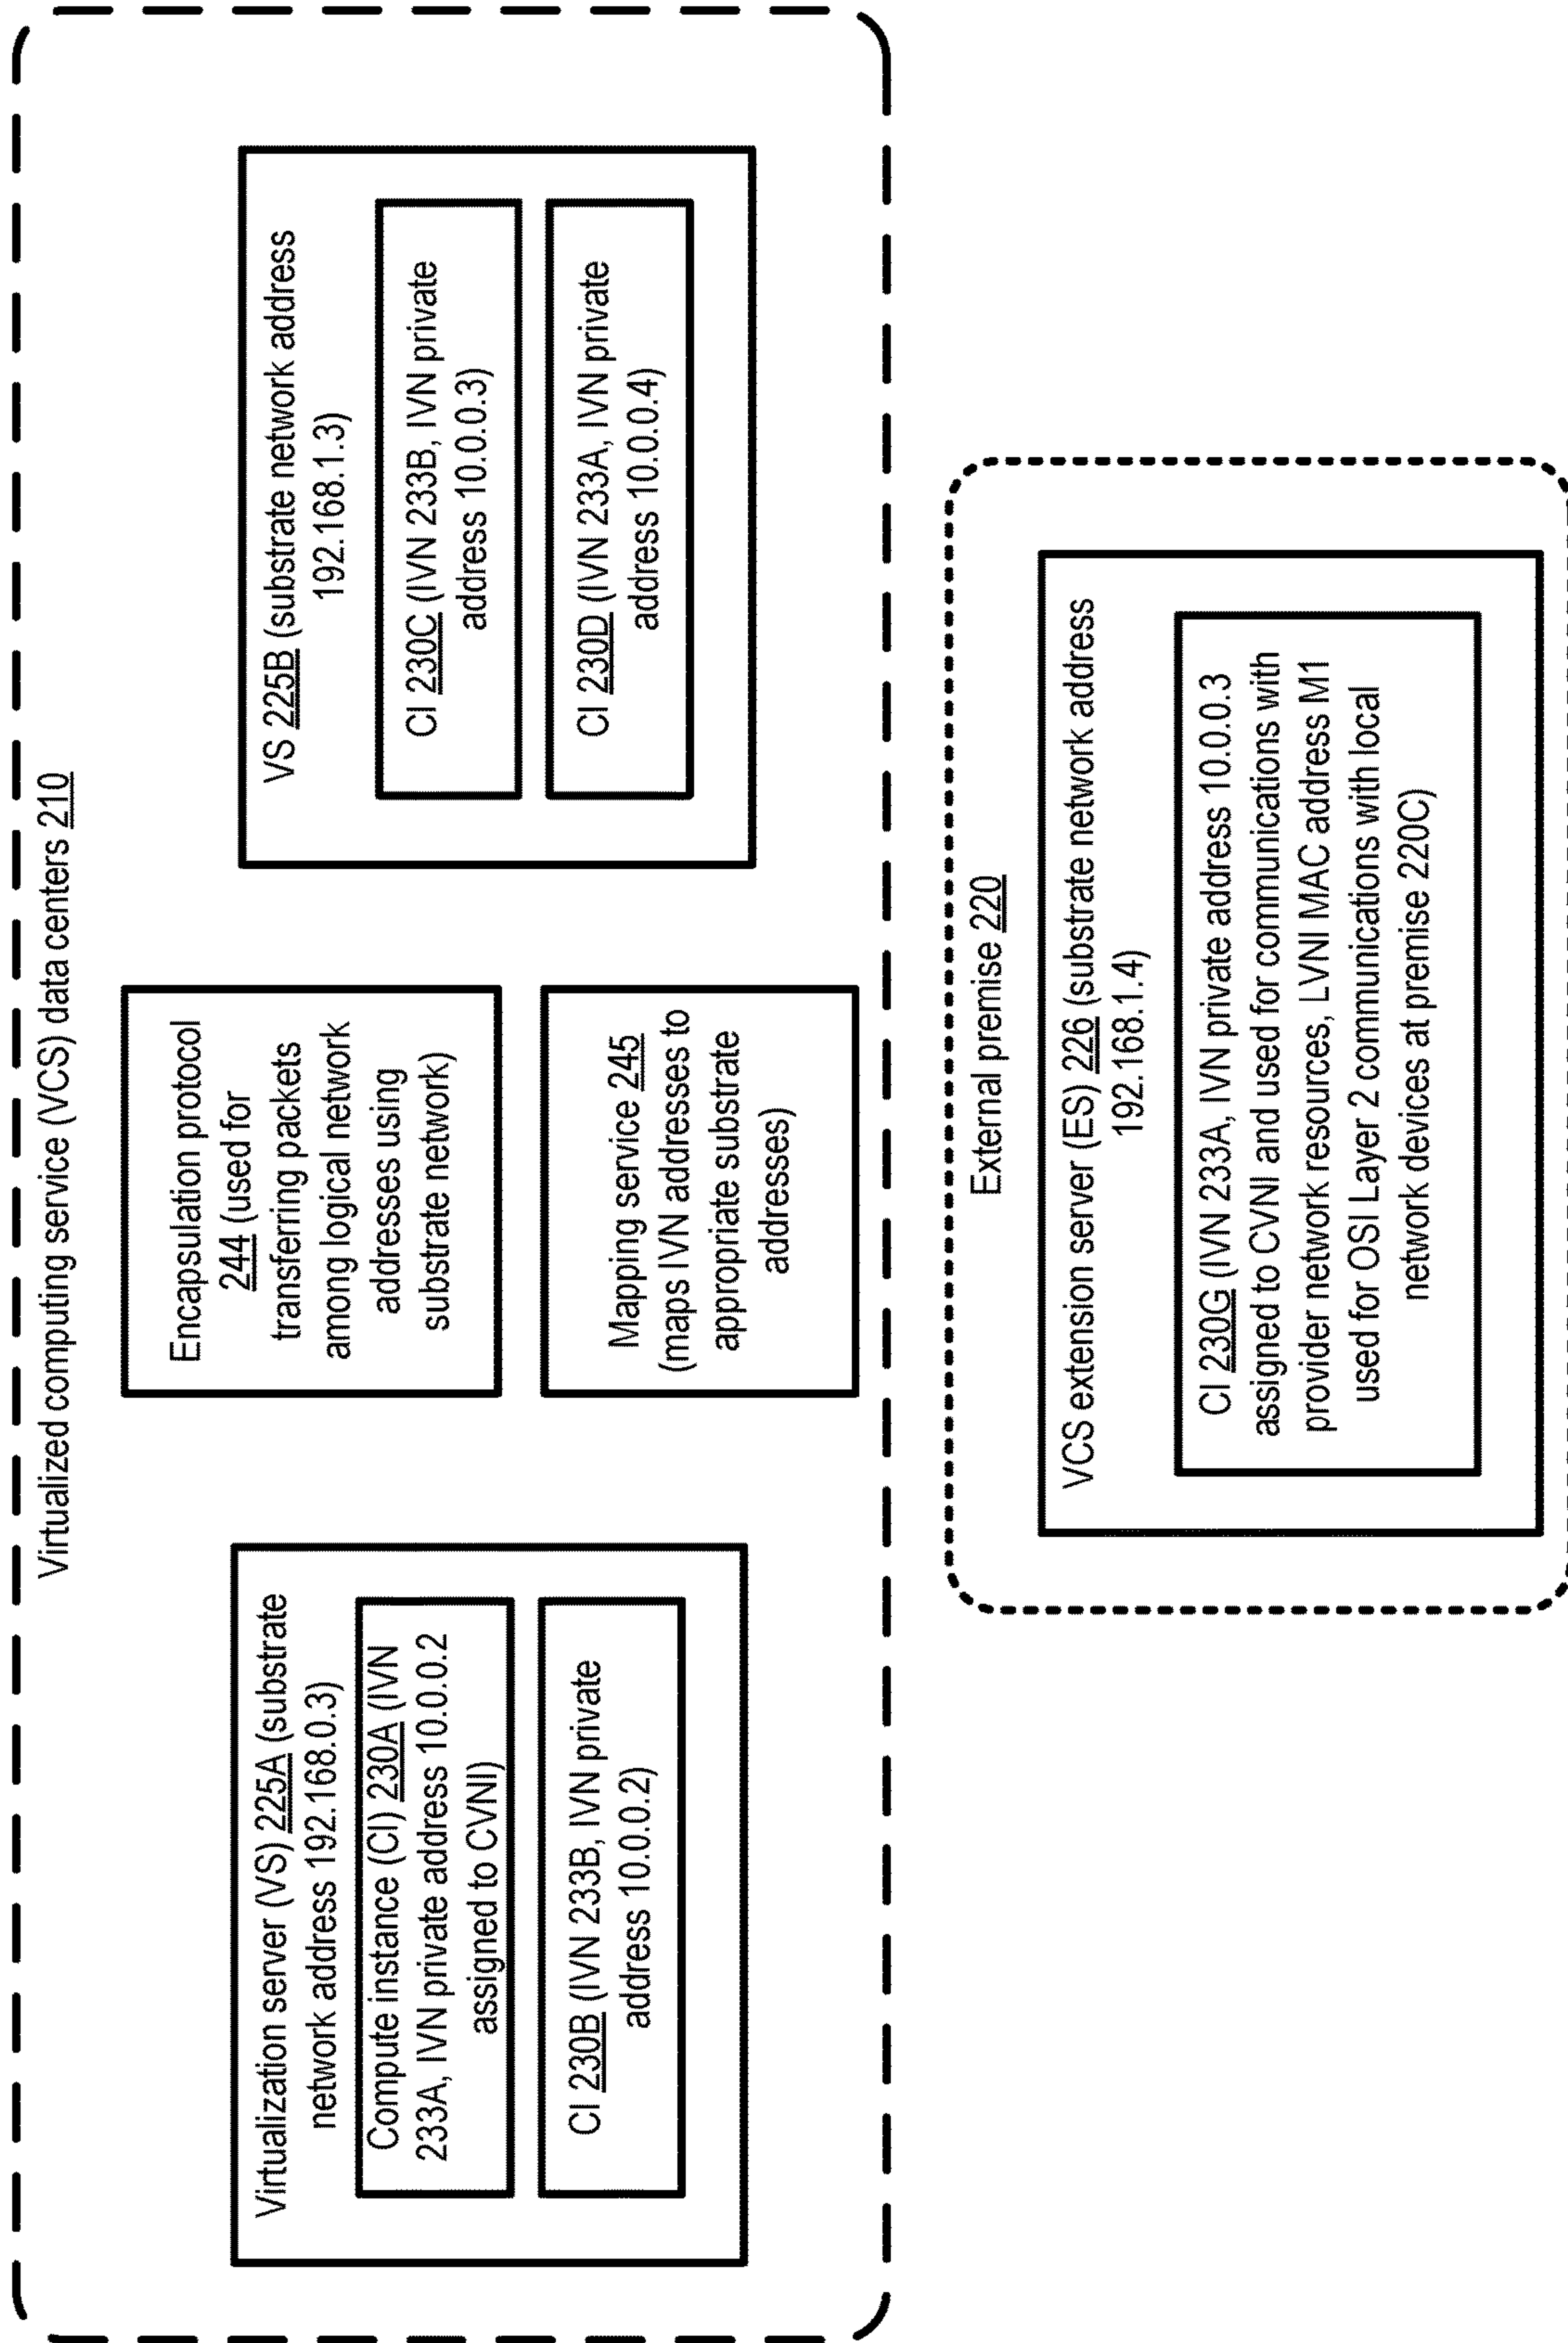 Virtualized computing service (VCS) data centers 210
Virtualization server (VS) 225A (substrate
network address 192.168.0.3)
Compute instance (CI) 230A (IVN
233A, IVN private address 10.0.0.2
assigned to CVNI)
CI 230B (IVN 233B, IVN private
address 10.0.0.2)
Encapsulation protocol
244 (used for
transferring packets
among logical network
addresses using
substrate network)
Mapping service 245
(maps IVN addresses to
appropriate substrate
addresses)
VS 225B (substrate network address
192.168.1.3)
CI 230C (IVN 233B, IVN private
address 10.0.0.3)
CI 230D (IVN 233A, IVN private
address 10.0.0.4)
External premise 220
VCS extension server (ES) 226 (substrate network address
192.168.1.4)
CI 230G (IVN 233A, IVN private address 10.0.0.3
assigned to CVNI and used for communications with
provider network resources, LVNI MAC address M1
used for OSI Layer 2 communications with local
network devices at premise 220C)